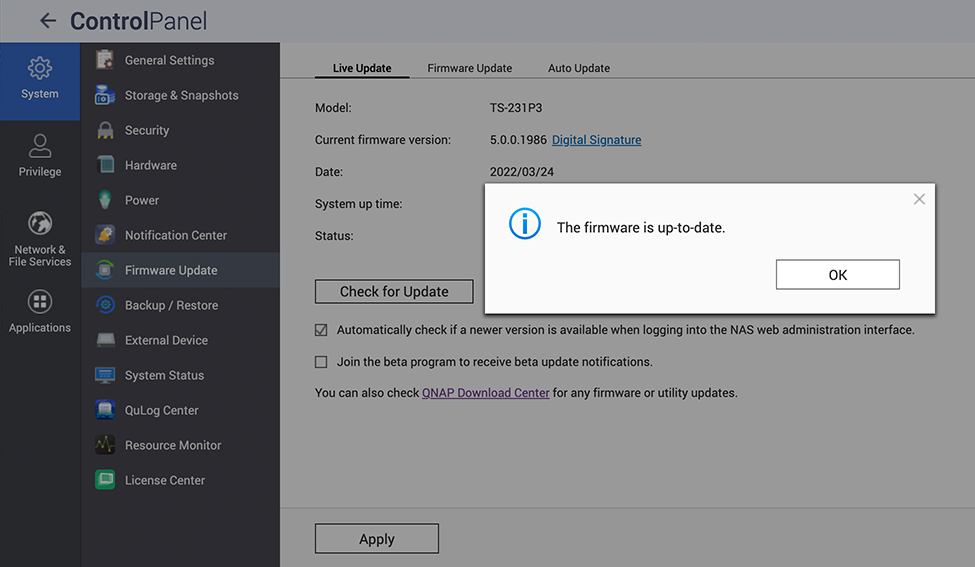 ControlPanel
System
Privilege
Network &
File Services
Applications
General Settings
Storage & Snapshots
Security
Hardware
Power
Notification Center
Firmware Update
Backup / Restore
External Device
System Status
QuLog Center
Resource Monitor
License Center
Live Update Firmware Update Auto Update
Model: TS-231P3
Current firmware version: 5.0.0.1986 Digital Signature
Date: 2022/03/24
System up time:
Status:
The firmware is up-to-date.
OK
Check for Update
Automatically check if a newer version is available when logging into the NAS web administration interface.
Join the beta program to receive beta update notifications.
You can also check QNAP Download Center for any firmware or utility updates.
Apply